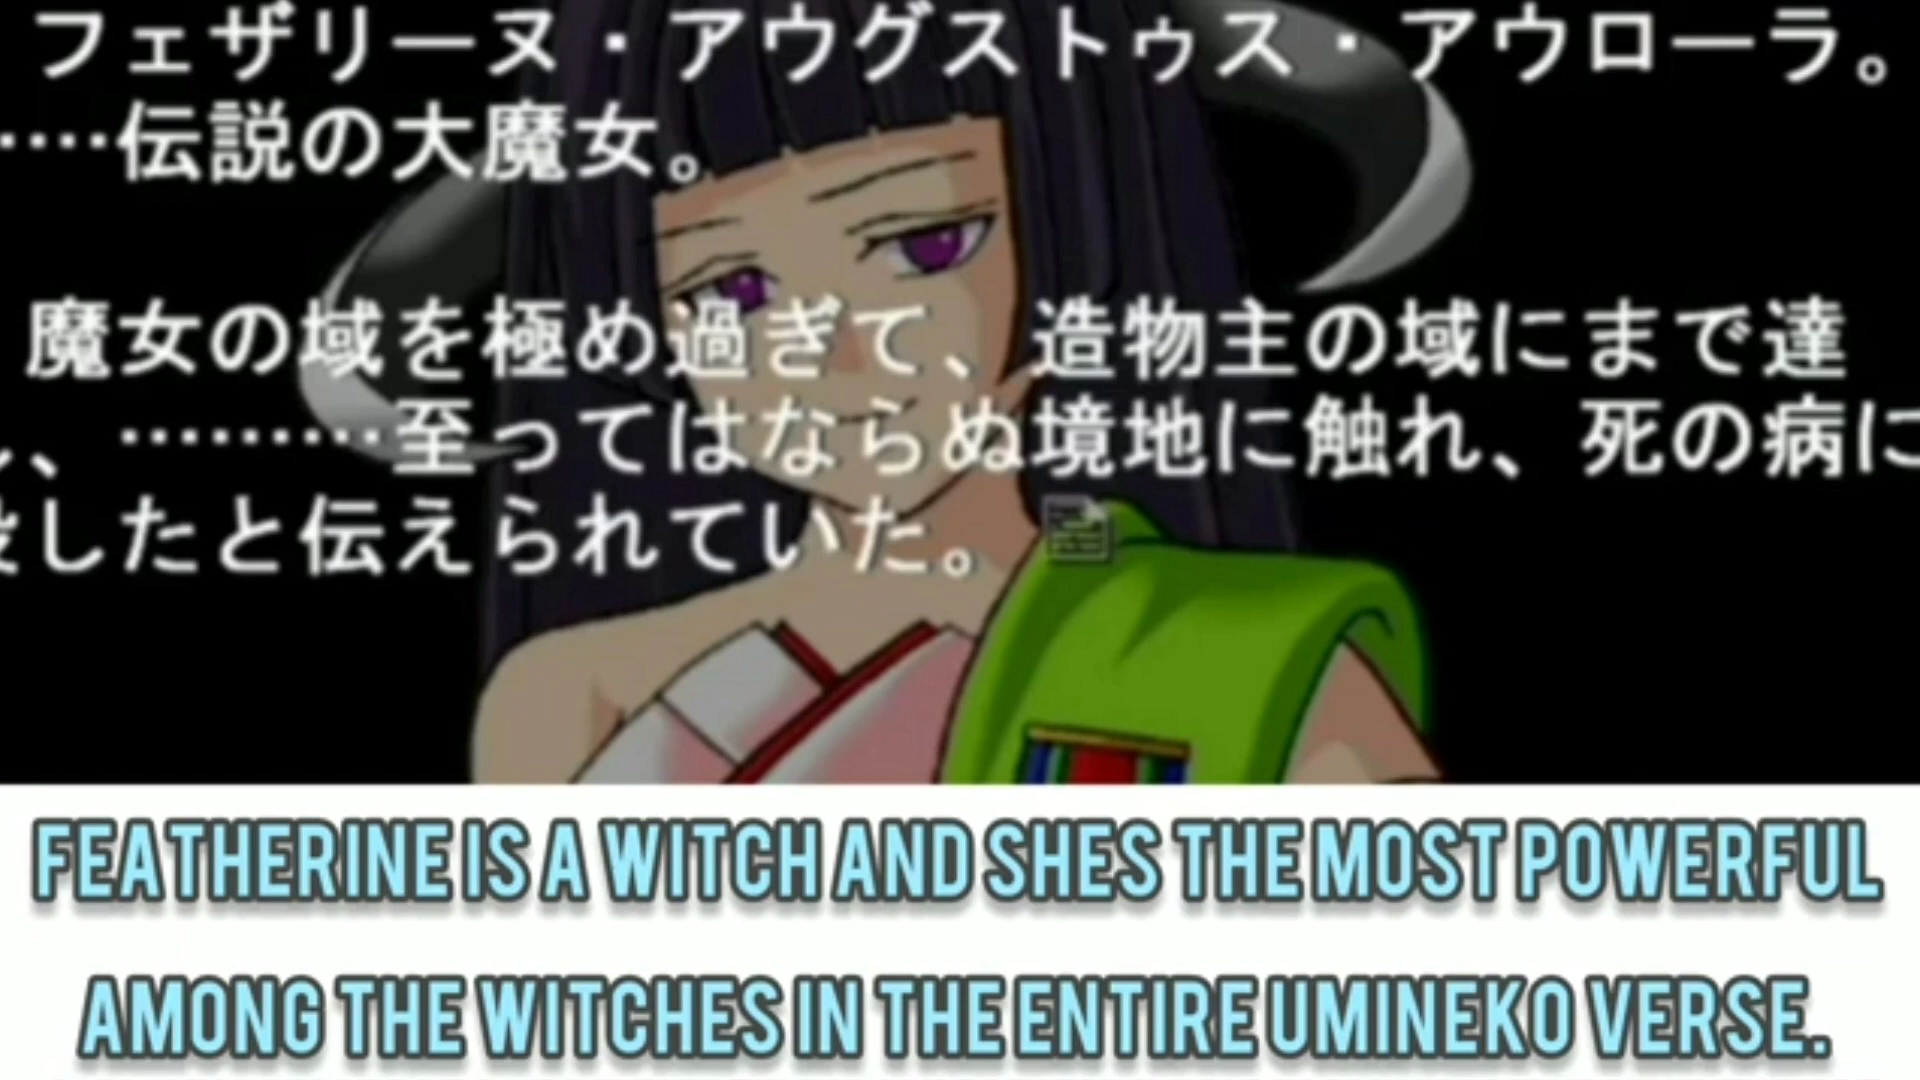 フェザリーヌ・アウグストゥス・アウローラ。
……伝説の大魔女。
魔女の域を極め過ぎて、造物主の域にまで達
し、………至ってはならぬ境地に触れ、死の病に
没したと伝えられていた。
FEATHERINE IS A WITCH AND SHES THE MOST POWERFUL
AMONG THE WITCHES IN THE ENTIRE UMINEKO VERSE.